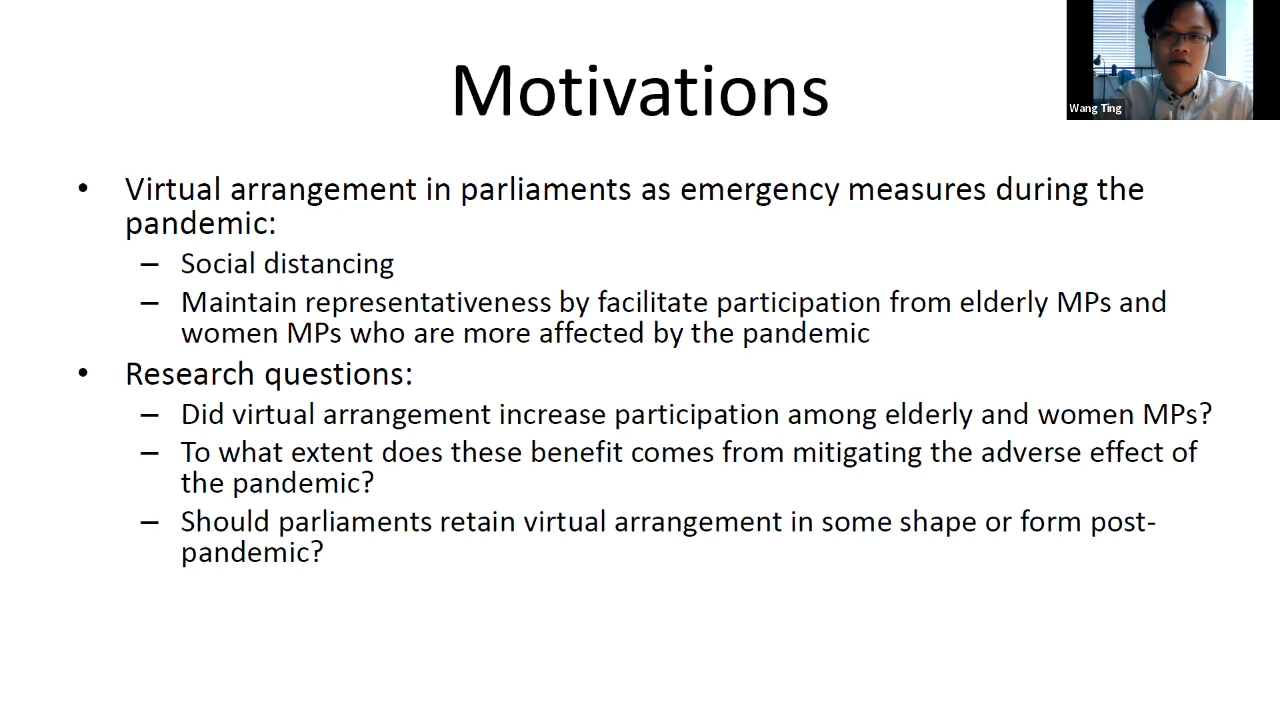 Motivations
Wang Ting
• Virtual arrangement in parliaments as emergency measures during the
pandemic:
– Social distancing
– Maintain representativeness by facilitate participation from elderly MPs and
women MPs who are more affected by the pandemic
• Research questions:
– Did virtual arrangement increase participation among elderly and women MPs?
– To what extent does these benefit comes from mitigating the adverse effect of
the pandemic?
– Should parliaments retain virtual arrangement in some shape or form post-
pandemic?